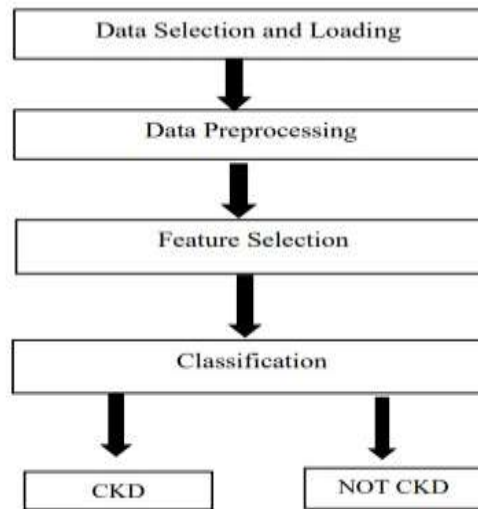 Data Selection and Loading
Data Preprocessing
Feature Selection
Classification
CKD
NOT CKD